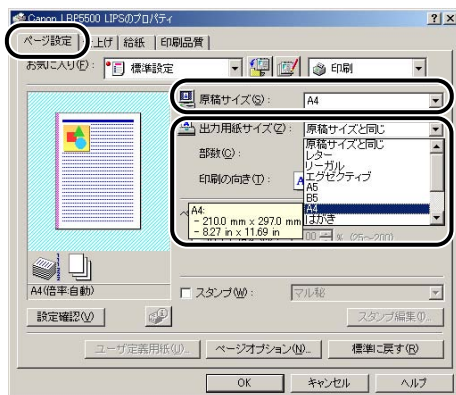 Canon LBP5500 LIPSのプロパティ
ページ設定 上げ 給紙 印刷品質
お気に入り(F): 標準設定 印刷
原稿サイズ(S): A4
出力用紙サイズ(Z): 原稿サイズと同じ
原稿サイズと同じ
レター
部数(C): リーガル
エグゼクティブ
印刷の向き(T): A A5
B5
A4
はがき
A4:
- 210.0 mm x 297.0 mm
- 8.27 in x 11.69 in
00 % (25~200)
A4(倍率:自動)
スタンプ(W): マル秘
設定確認(V) スタンプ編集(I)...
ユーザ定義用紙(U)... ページオプション(N)... 標準に戻す(R)
OK キャンセル ヘルプ